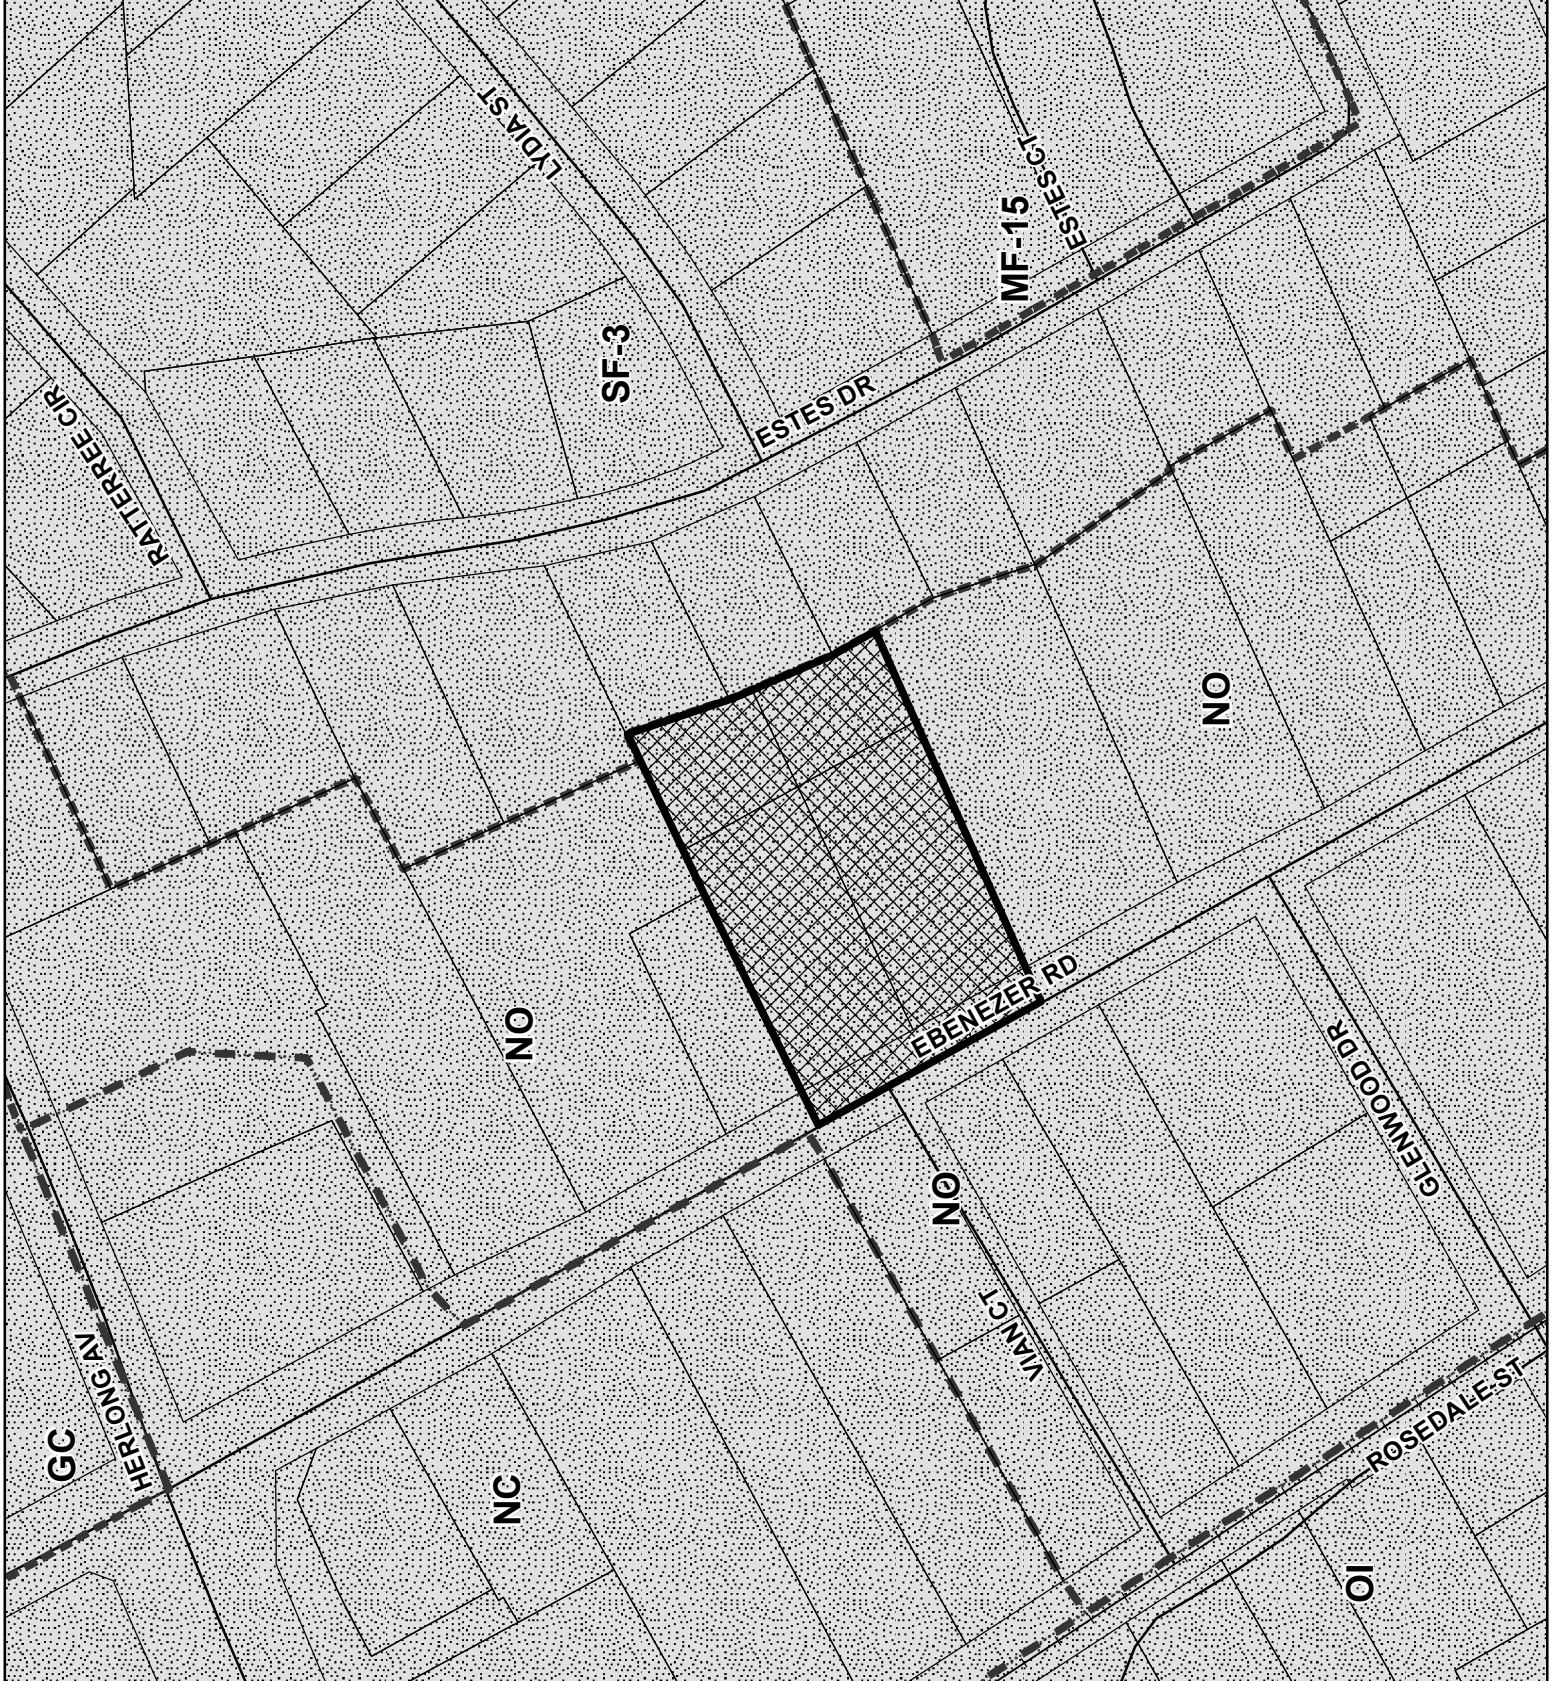 LYDIA ST
ESTES CT
MF-15
SF-3
RATTERREE CIR
ESTES DR
NO
EBENEZER RD
NO
GLENWOOD DR
NO
VIAN CT
HERLONG AV
GC
ROSEDALE ST
NC
OI